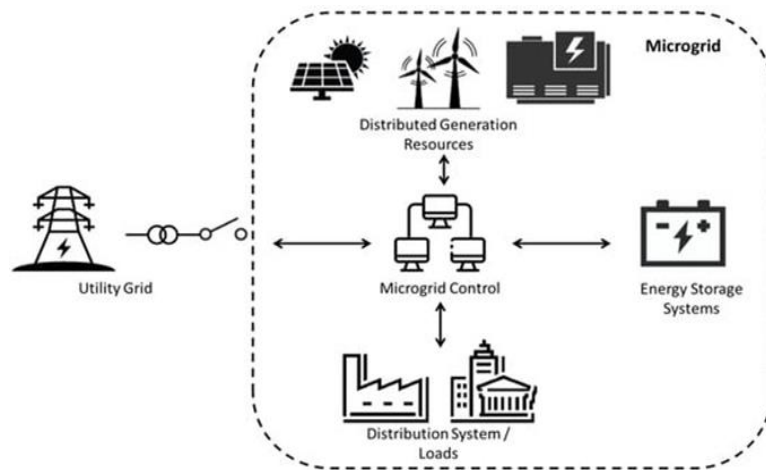 Microgrid
Distributed Generation
Resources
Utility Grid
Microgrid Control
Energy Storage
Systems
Distribution System /
Loads